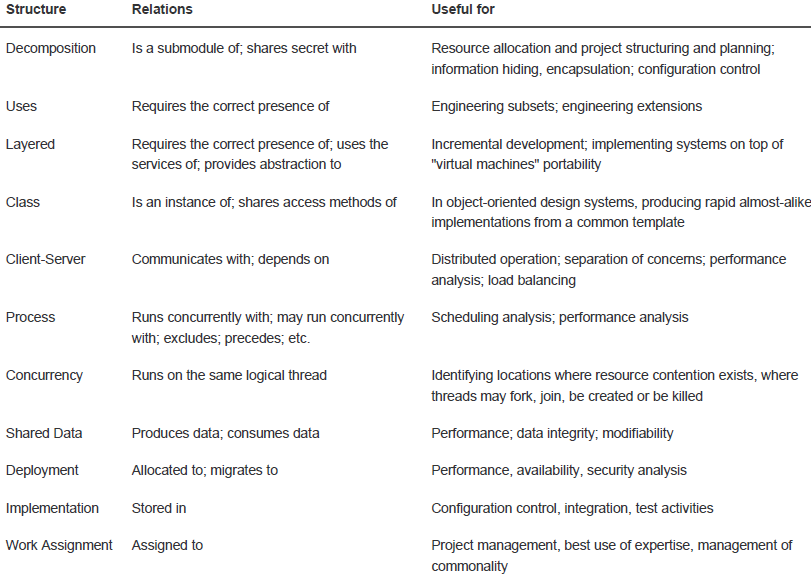 Structure Relations Useful for
Decomposition Is a submodule of; shares secret with Resource allocation and project structuring and planning;
information hiding, encapsulation; configuration control
Uses Requires the correct presence of Engineering subsets; engineering extensions
Layered Requires the correct presence of; uses the Incremental development; implementing systems on top of
services of; provides abstraction to "virtual machines" portability
Class Is an instance of; shares access methods of In object-oriented design systems, producing rapid almost-alike
implementations from a common template
Client-Server Communicates with; depends on Distributed operation; separation of concerns; performance
analysis; load balancing
Process Runs concurrently with; may run concurrently Scheduling analysis; performance analysis
with; excludes; precedes; etc.
Concurrency Runs on the same logical thread Identifying locations where resource contention exists, where
threads may fork, join, be created or be killed
Shared Data Produces data; consumes data Performance; data integrity; modifiability
Deployment Allocated to; migrates to Performance, availability, security analysis
Implementation Stored in Configuration control, integration, test activities
Work Assignment Assigned to Project management, best use of expertise, management of
commonality